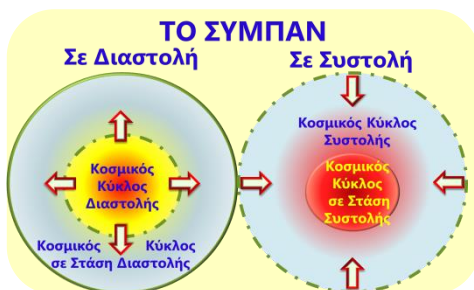 ΤΟ ΣΥΜΠΑΝ
Σε Διαστολή
Σε Συστολή
Κοσμικός
Κύκλος
Διαστολής
Κοσμικός Κύκλος
σε Στάση Διαστολής
Κοσμικός Κύκλος
Συστολής
Κοσμικός
Κύκλος
σε Στάση
Συστολής